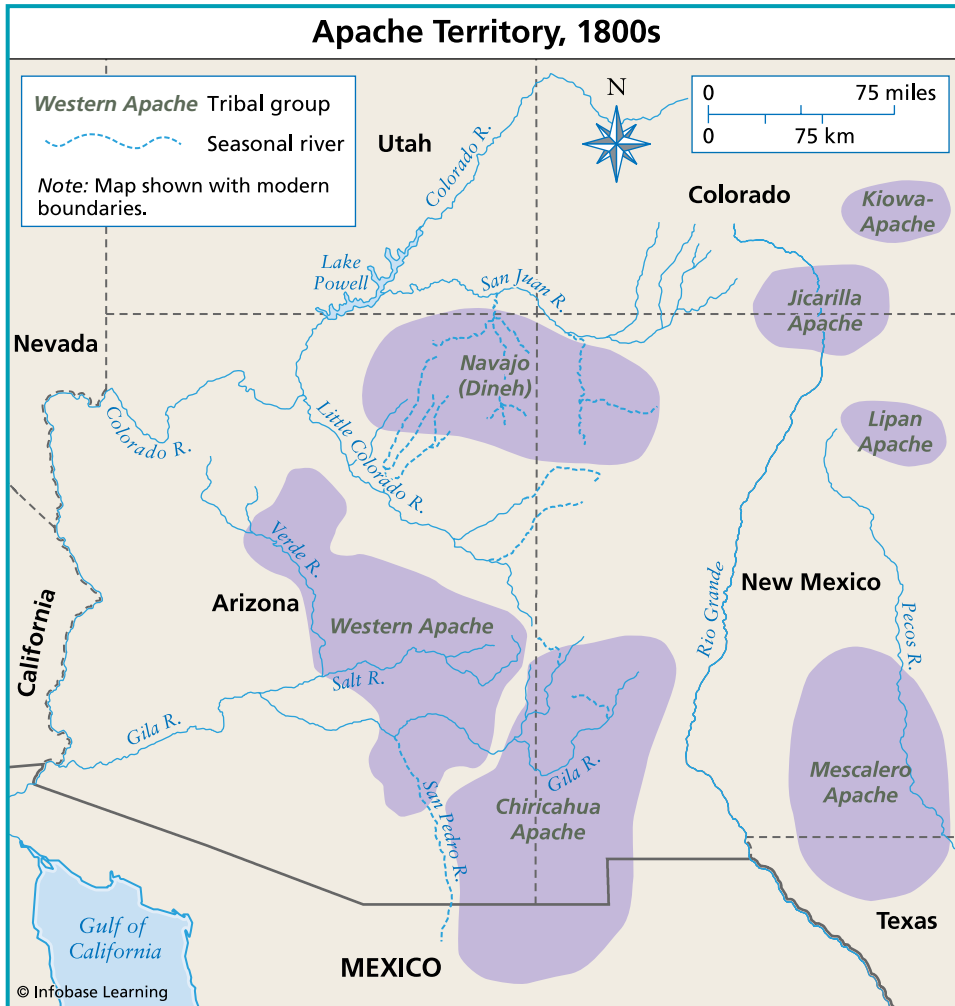 Apache Territory, 1800s
Western Apache Tribal group
Seasonal river
Note: Map shown with modern
boundaries.
N
0 75 miles
0 75 km
Utah
Colorado R.
Colorado
Kiowa-
Apache
Lake
Powell
San Juan R.
Jicarilla
Apache
Nevada
Navajo
(Dineh)
Colorado R.
Little Colorado R.
Lipan
Apache
Verde R.
Arizona
Western Apache
New Mexico
Rio Grande
Pecos R.
California
Salt R.
Gila R.
Gila R.
Mescalero
Apache
San Pedro R.
Chiricahua
Apache
Gulf of
California
Texas
MEXICO
© Infobase Learning